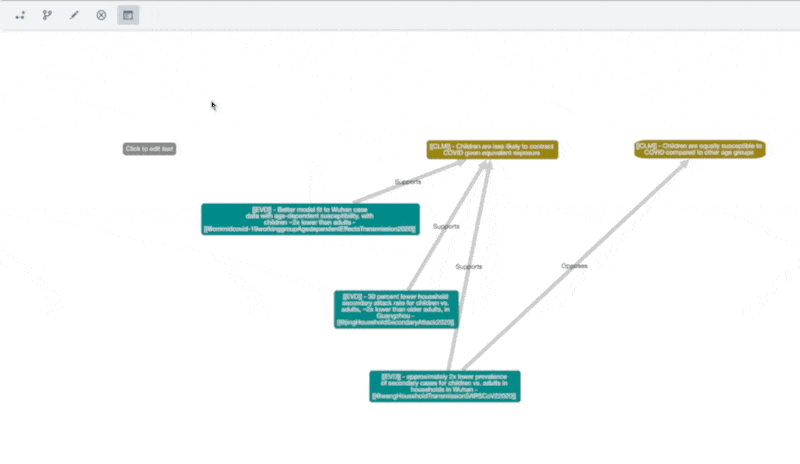 Click to edit text
[[CLM]] - Children are less likely to contract
COVID given equivalent exposure
[[CLM]] - Children are equally susceptible to
COVID compared to other age groups
Supports
[[EVD]] - Better model fit to Wuhan case
data with age-dependent susceptibility, with
children ~2x lower than adults -
Supports
Supports
Opposes
[[EVD]] - 30 percent lower household
secondary attack rate for children vs.
adults, ~2x lower than older adults, in
Guangzhou -
[[@jingHouseholdSecondaryAttack2020]]
[[EVD]] - approximately 2x lower prevalence
of secondary cases for children vs. adults in
households in Wuhan -
[[@wangHouseholdTransmissionSARSCoV22020]]